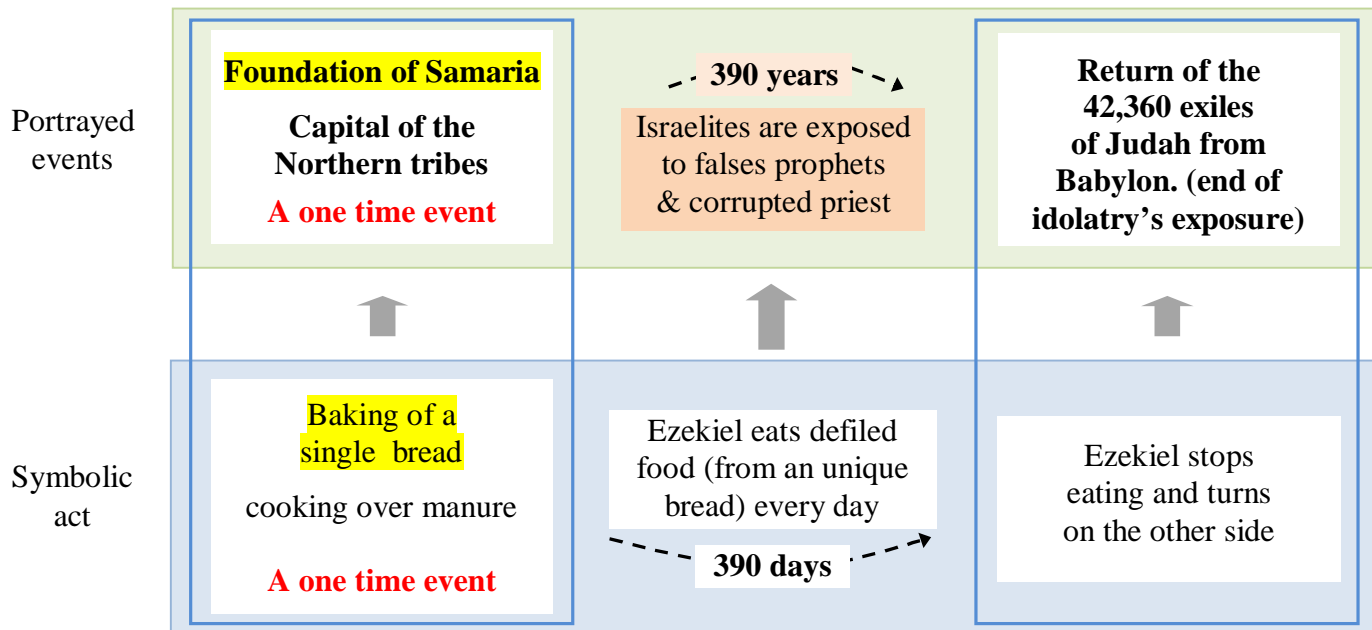 Portrayed
events
Foundation of Samaria
Capital of the
Northern tribes
A one time event
390 years
Israelites are exposed
to falses prophets
& corrupted priest
Return of the
42,360 exiles
of Judah from
Babylon. (end of
idolatry’s exposure)
Symbolic
act
Baking of a
single bread
cooking over manure
A one time event
Ezekiel eats defiled
food (from an unique
bread) every day
390 days
Ezekiel stops
eating and turns
on the other side